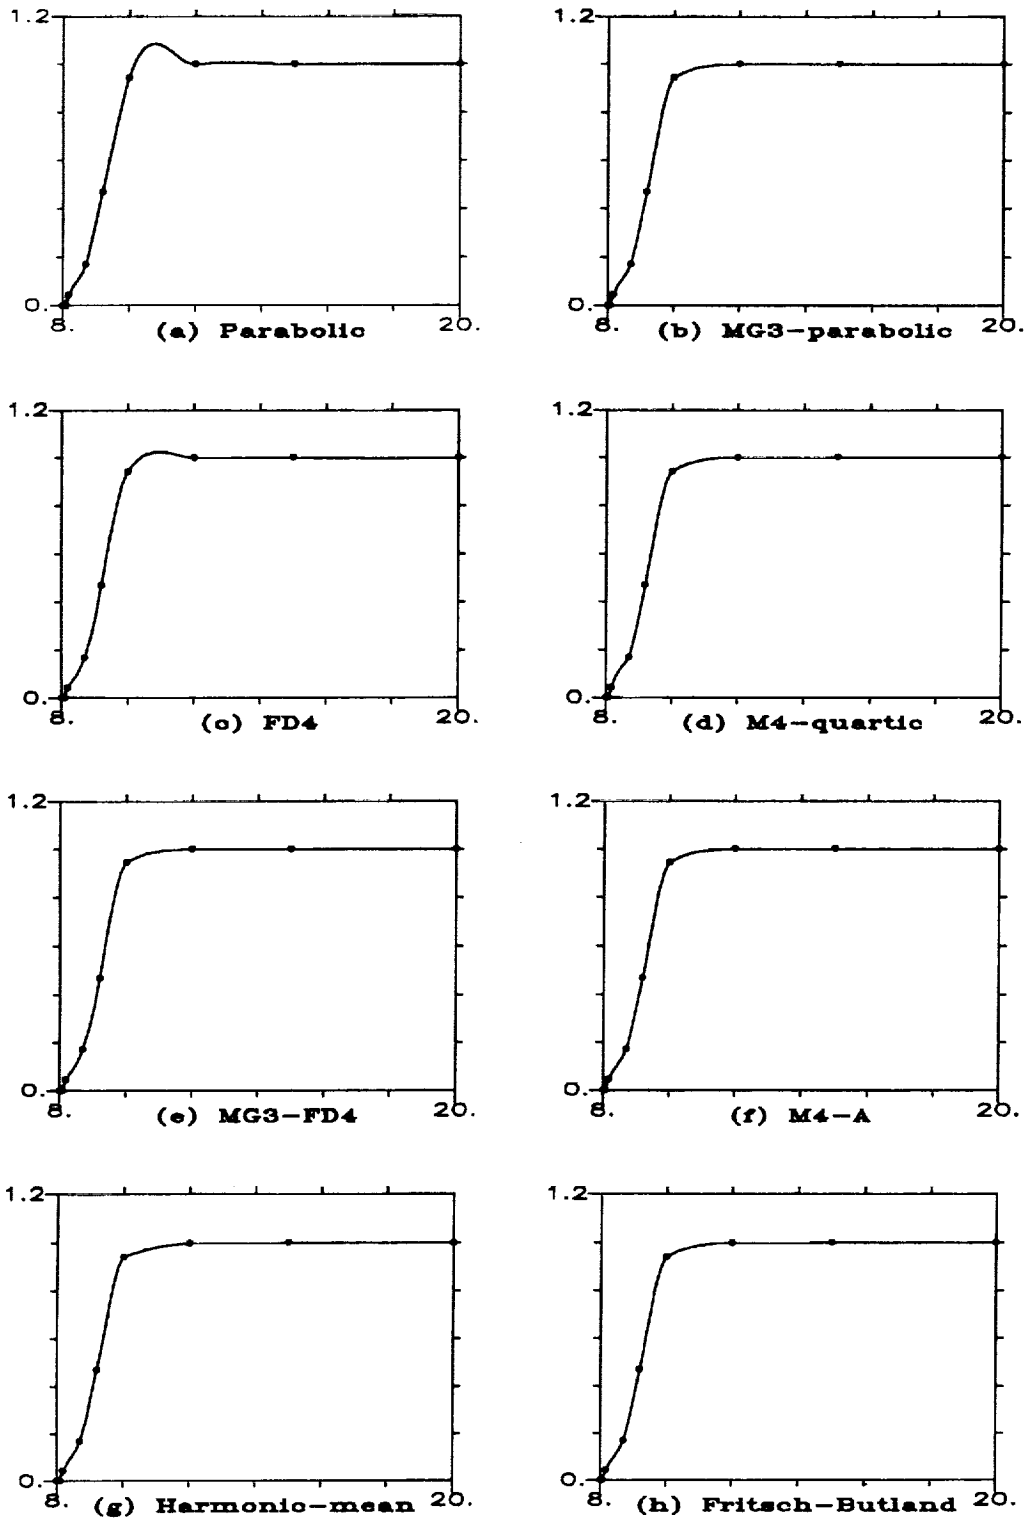 1.2 1.2
0. 0.
8. (a) Parabolic 20. 8. (b) MG3-parabolic 20.
1.2 1.2
0. 0.
8. (c) FD4 20. 8. (d) M4-quartic 20.
1.2 1.2
0. 0.
8. (e) MG3-FD4 20. 8. (f) M4-A 20.
1.2 1.2
0. 0.
8. (g) Harmonic-mean 20. 8. (h) Fritsch-Butland 20.